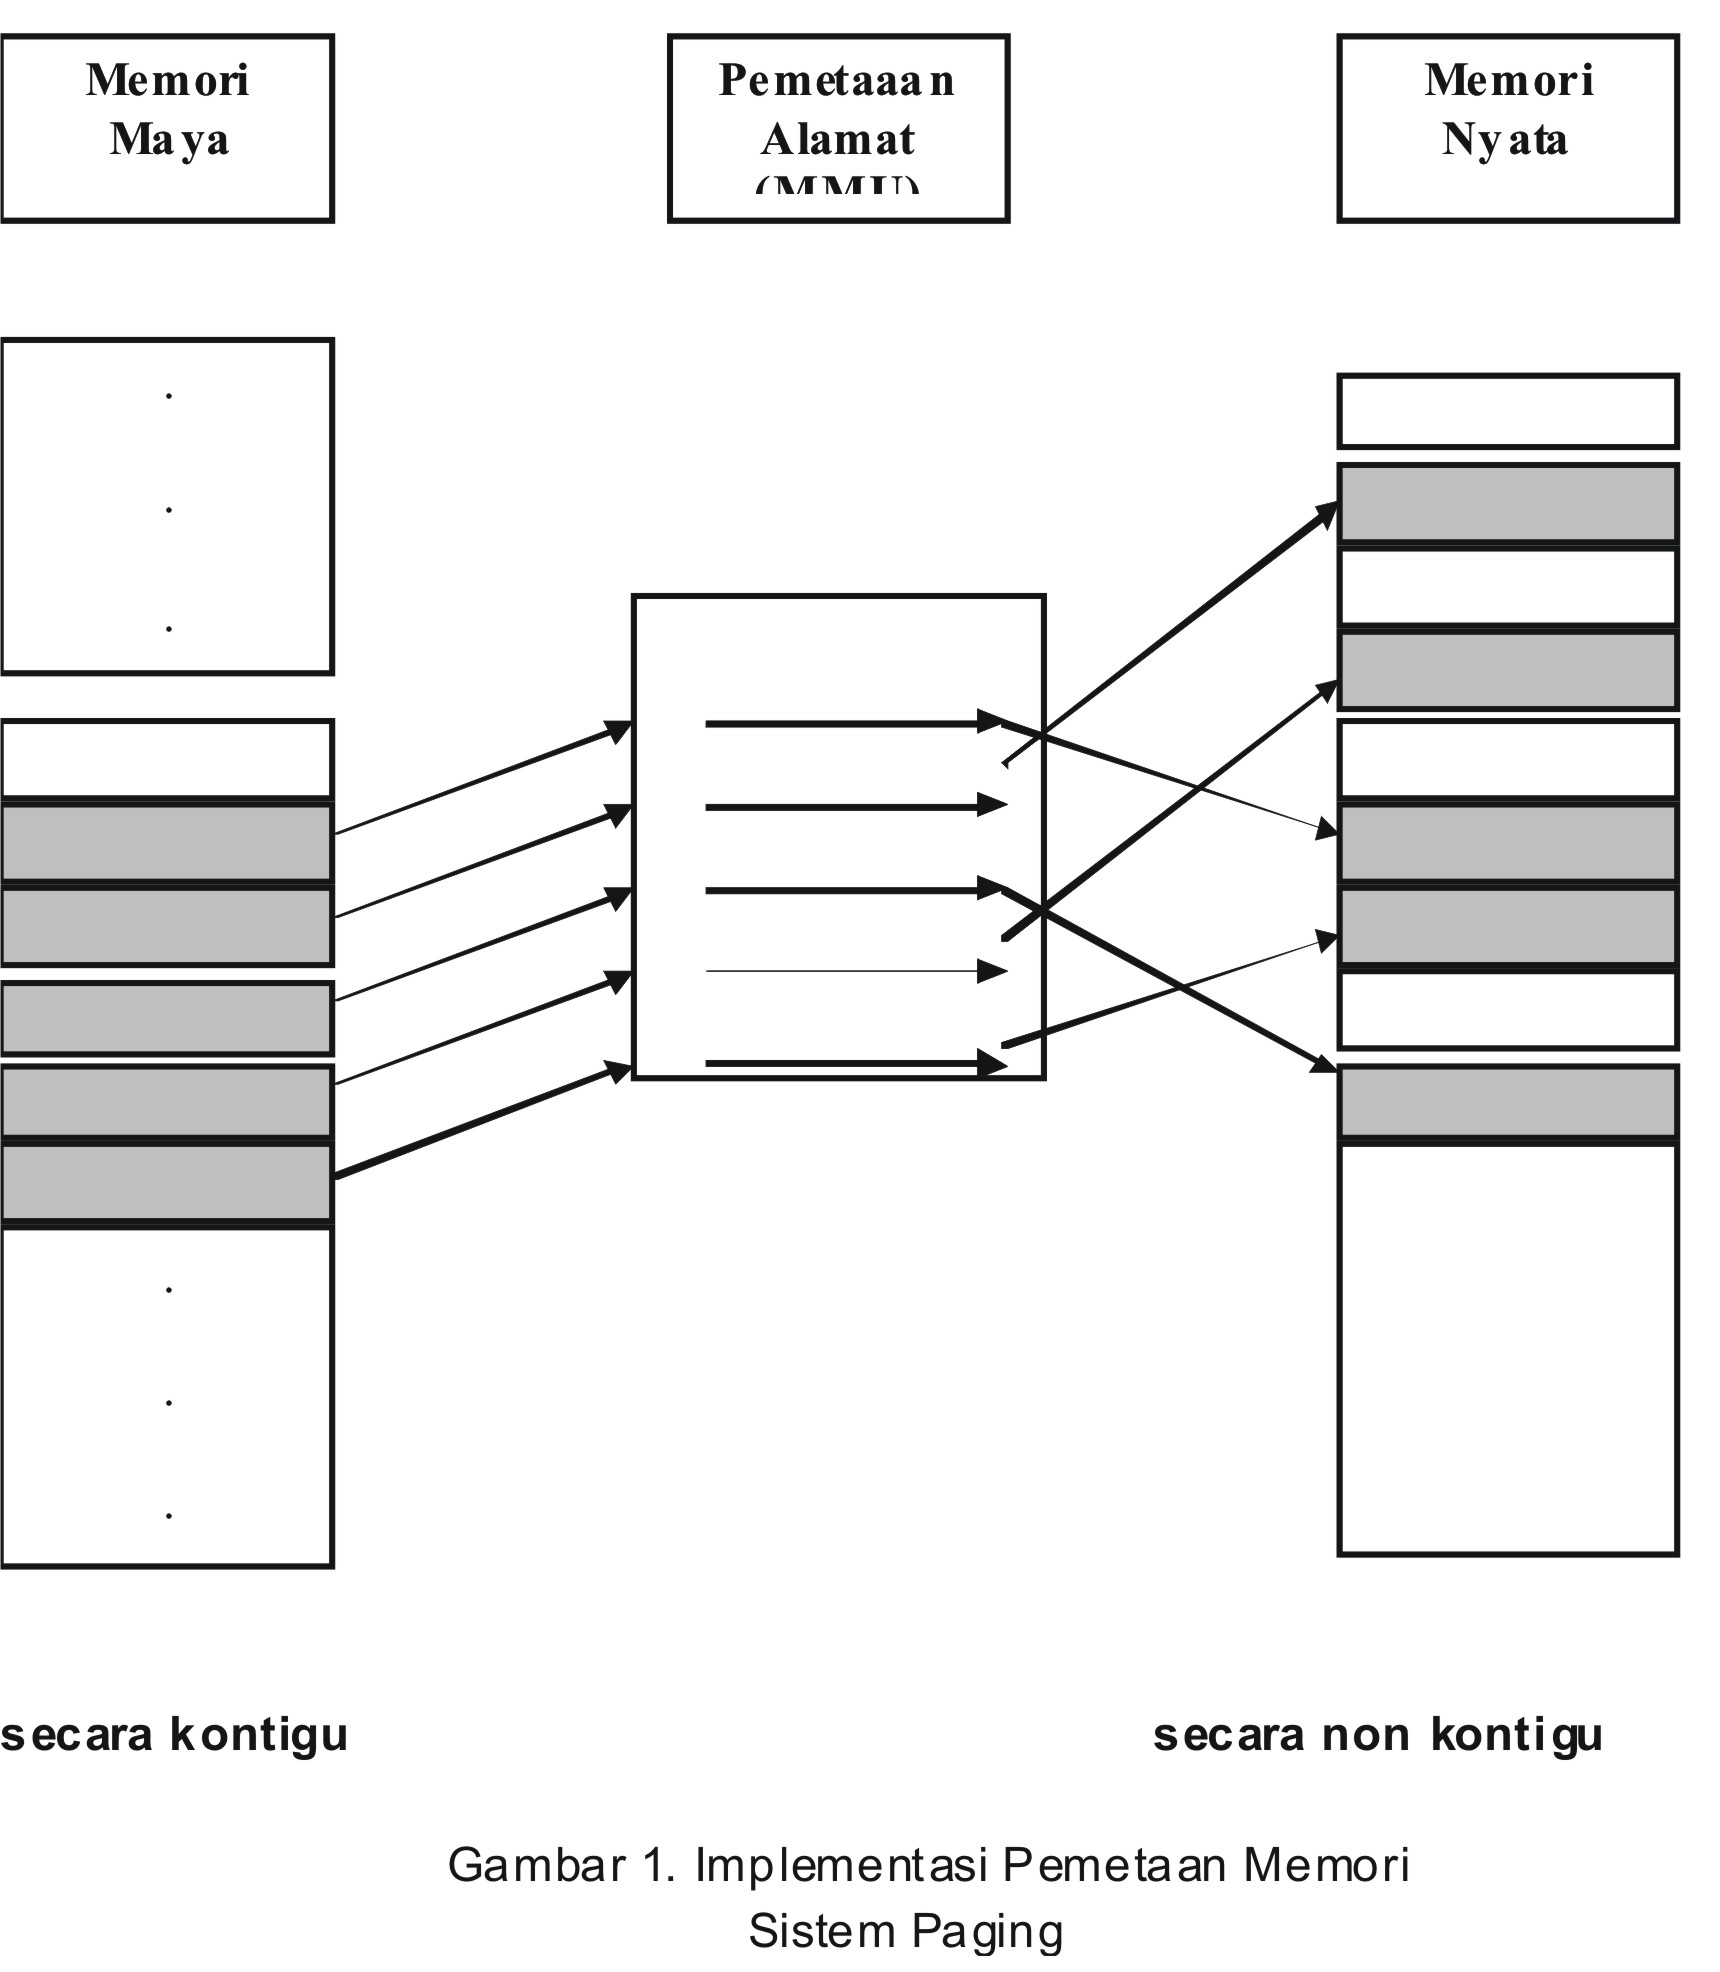 Memori
Maya
Pemetaaan
Alamat
(MMU)
Memori
Nyata
.
.
.
.
.
.
secara kontigu
secara non kontigu
Gambar 1. Implementasi Pemetaan Memori
Sistem Paging